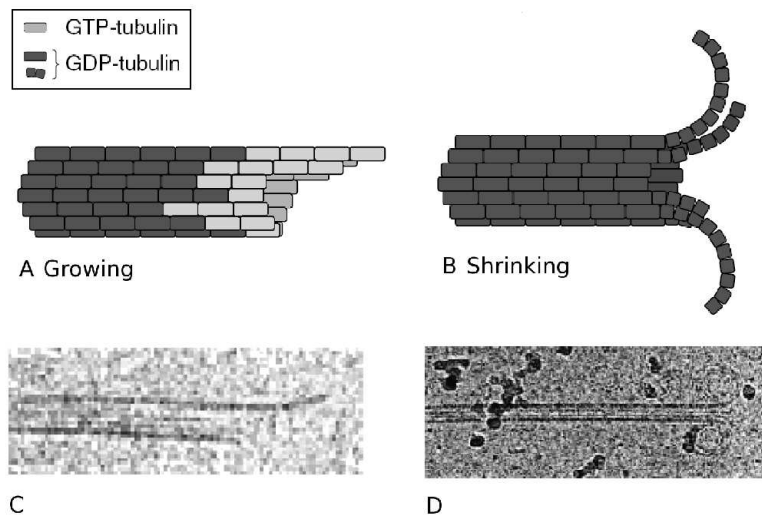 GTP-tubulin
GDP-tubulin
A Growing
B Shrinking
C
D